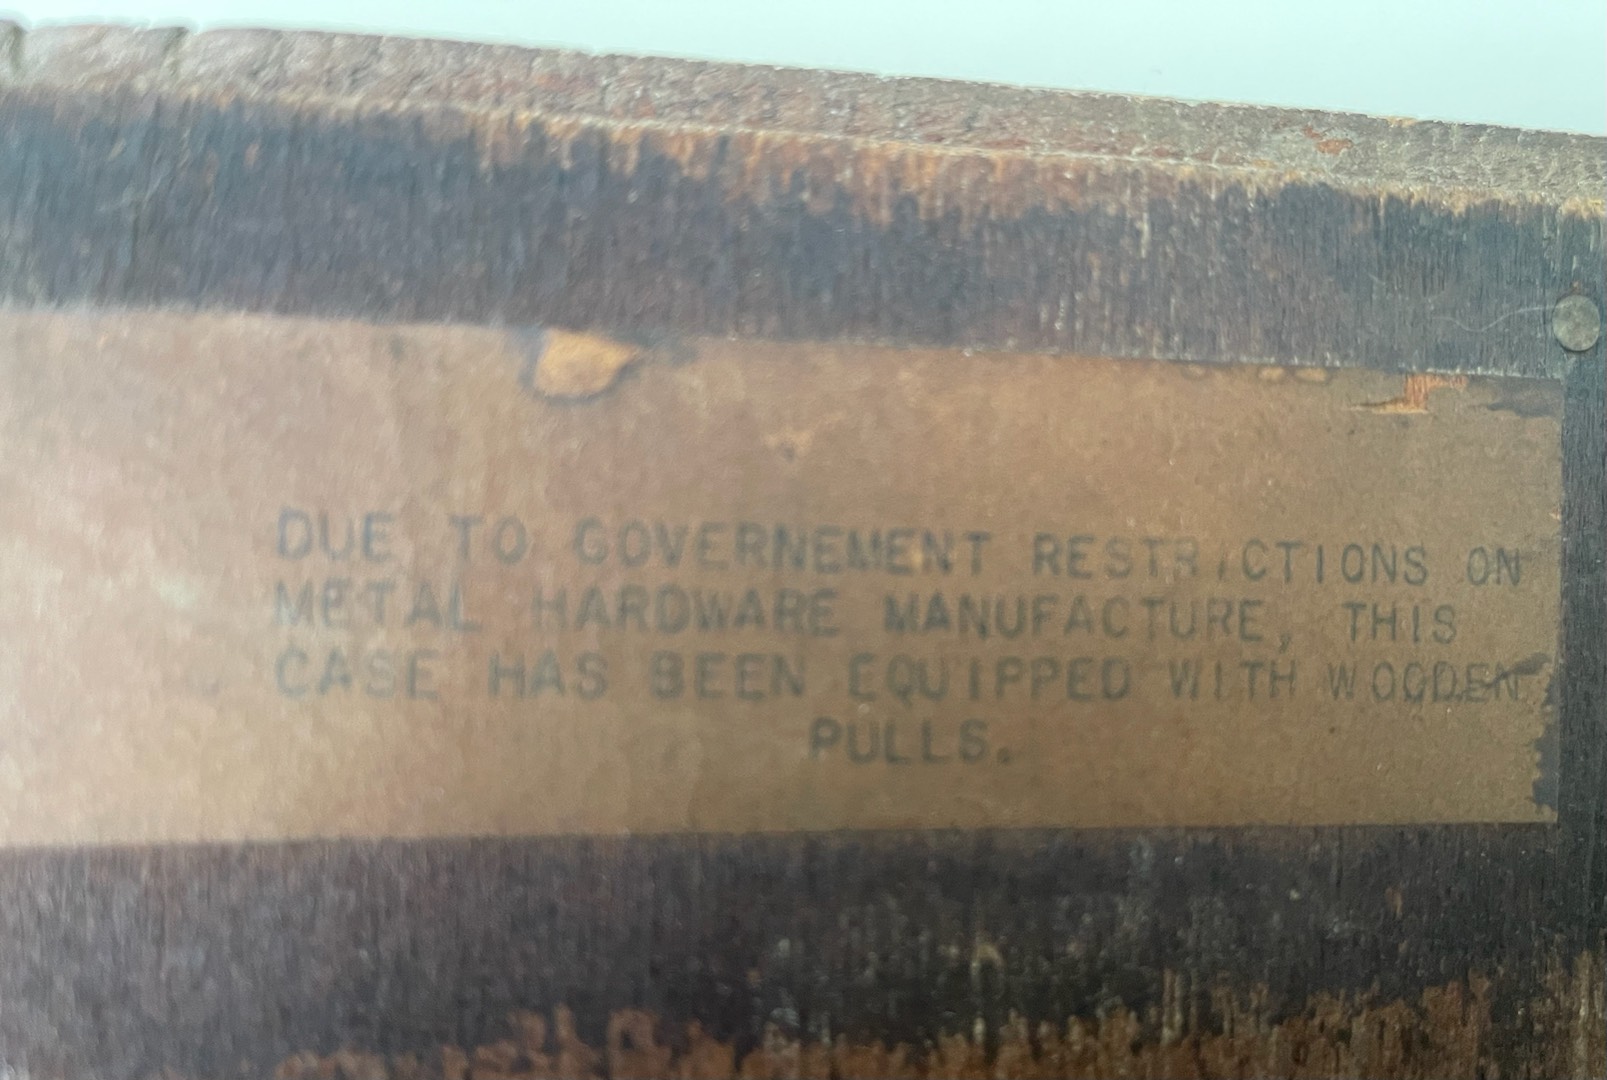 DUE TO GOVERNEMENT RESTRICTIONS ON
METAL HARDWARE MANUFACTURE, THIS
CASE HAS BEEN EQUIPPED WITH WOODEN
PULLS.